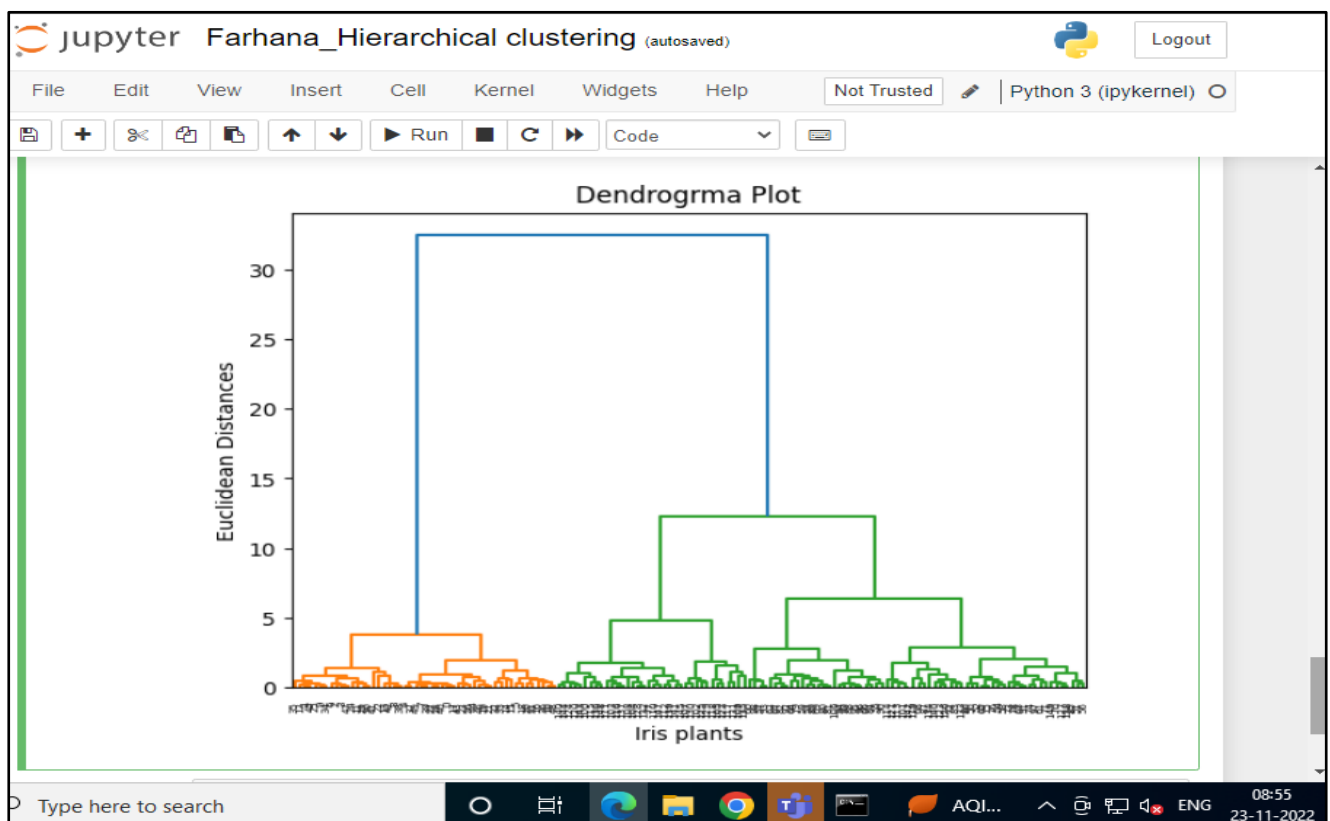 jupyter Farhana_Hierarchical clustering (autosaved) Logout
File Edit View Insert Cell Kernel Widgets Help Not Trusted Python 3 (ipykernel)
Run Code
Dendrogrma Plot
30
25
20
15
10
5
0
Euclidean Distances
Iris plants
Type here to search AQI... ENG 08:55
23-11-2022